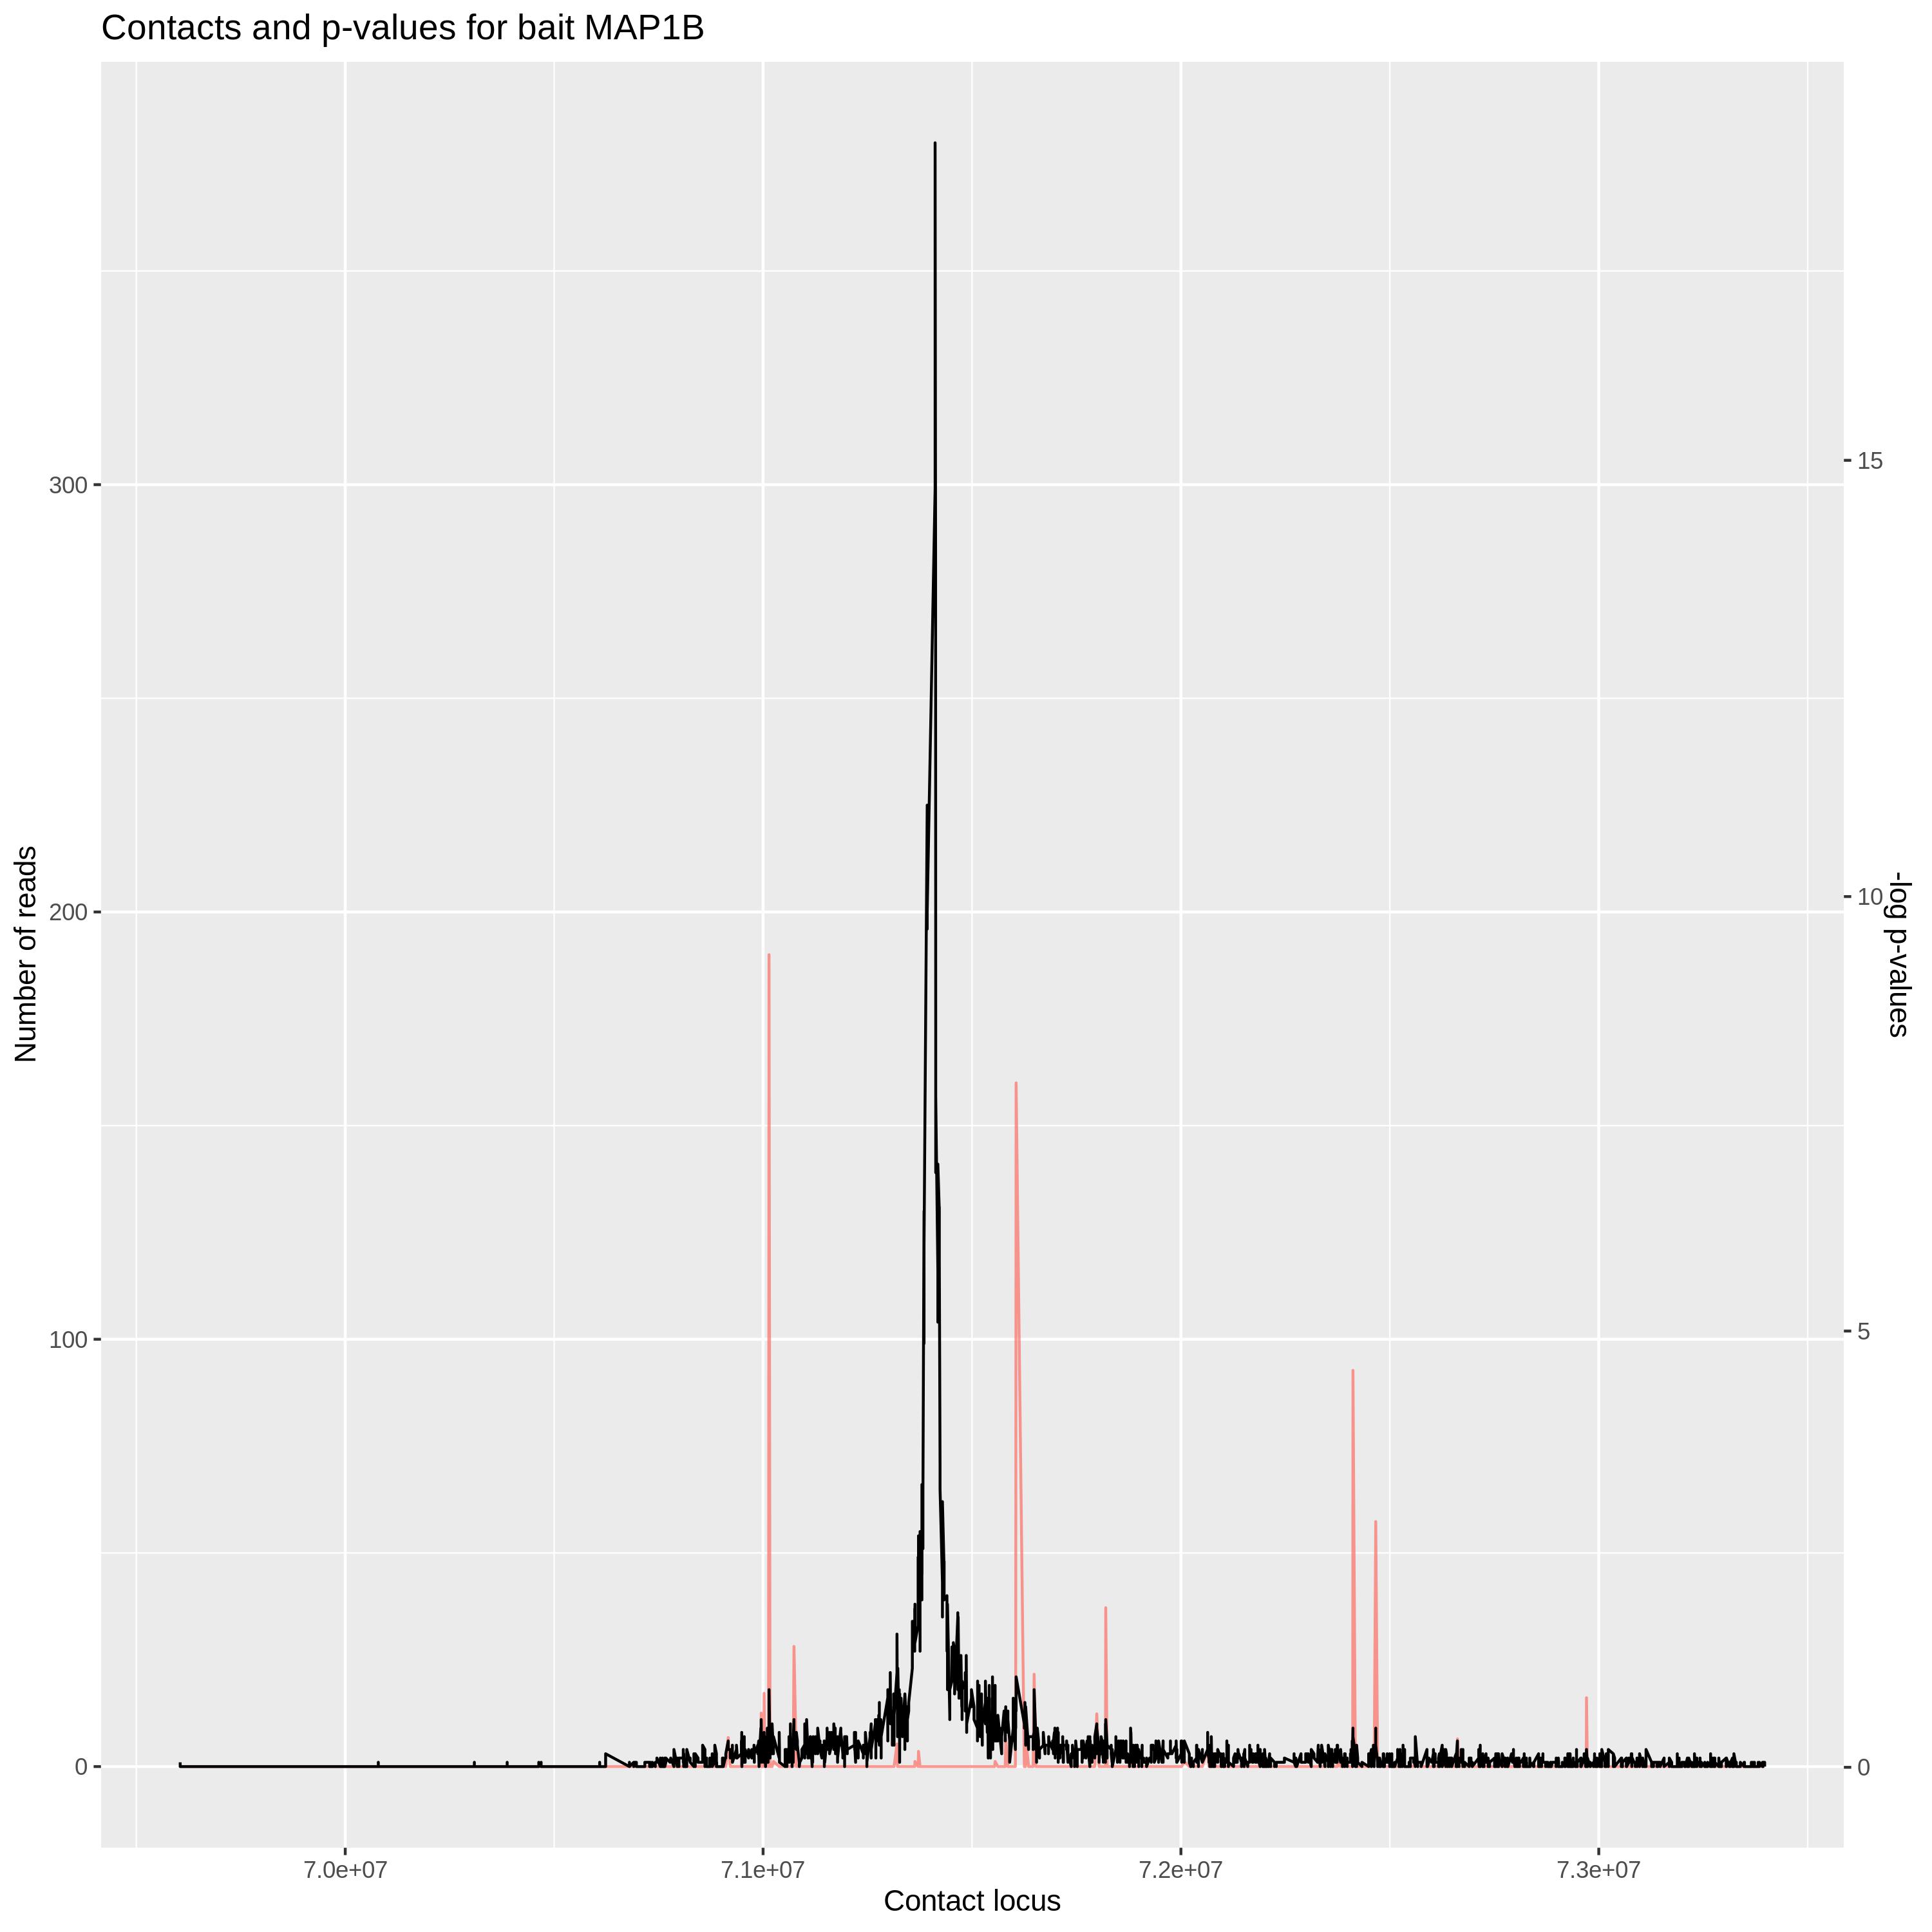 Contacts and p-values for bait MAP1B
Number of reads
300
200
100
0
15
10
5
0
-log p-values
7.0e+07
7.1e+07
7.2e+07
7.3e+07
Contact locus